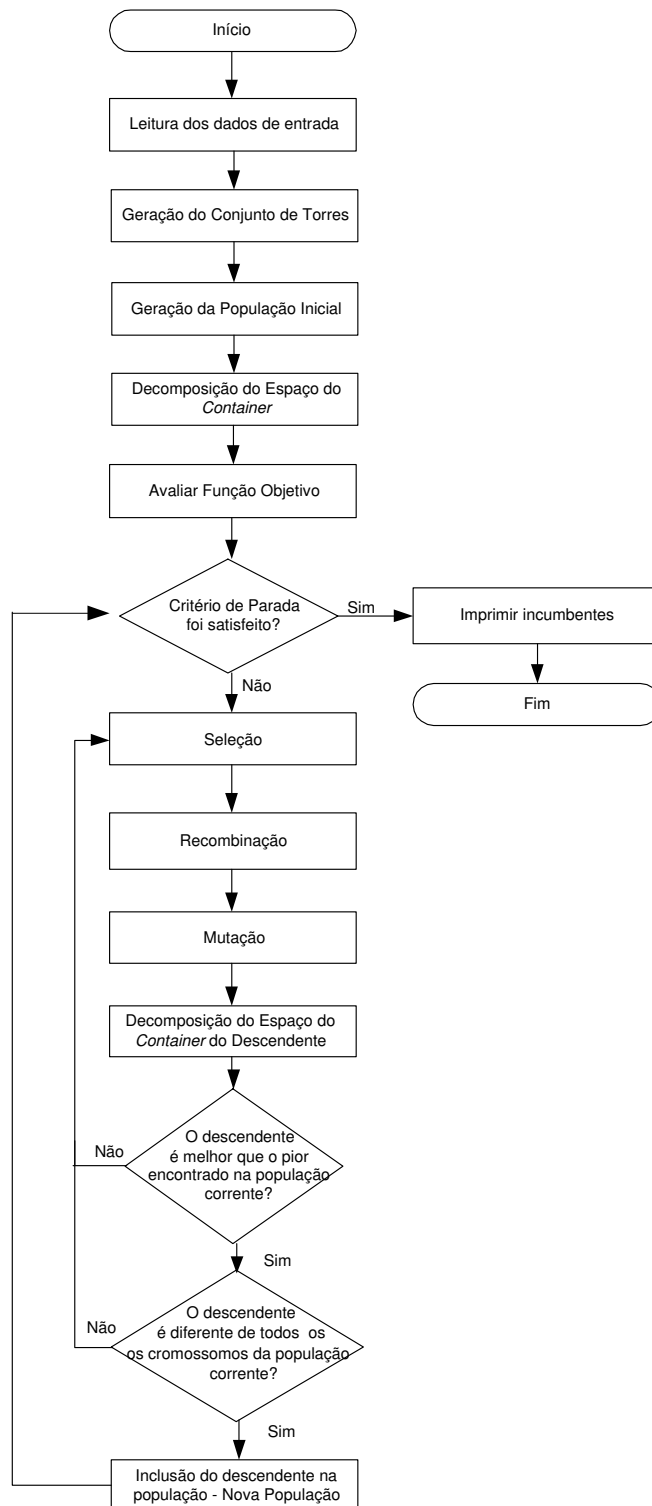 Início
Leitura dos dados de entrada
Geração do Conjunto de Torres
Geração da População Inicial
Decomposição do Espaço do
Container
Avaliar Função Objetivo
Critério de Parada
foi satisfeito?
Sim
Imprimir incumbentes
Fim
Não
Seleção
Recombinação
Mutação
Decomposição do Espaço do
Container do Descendente
O descendente
é melhor que o pior
encontrado na população
corrente?
Não
Sim
O descendente
é diferente de todos os
os cromossomos da população
corrente?
Não
Sim
Inclusão do descendente na
população - Nova População